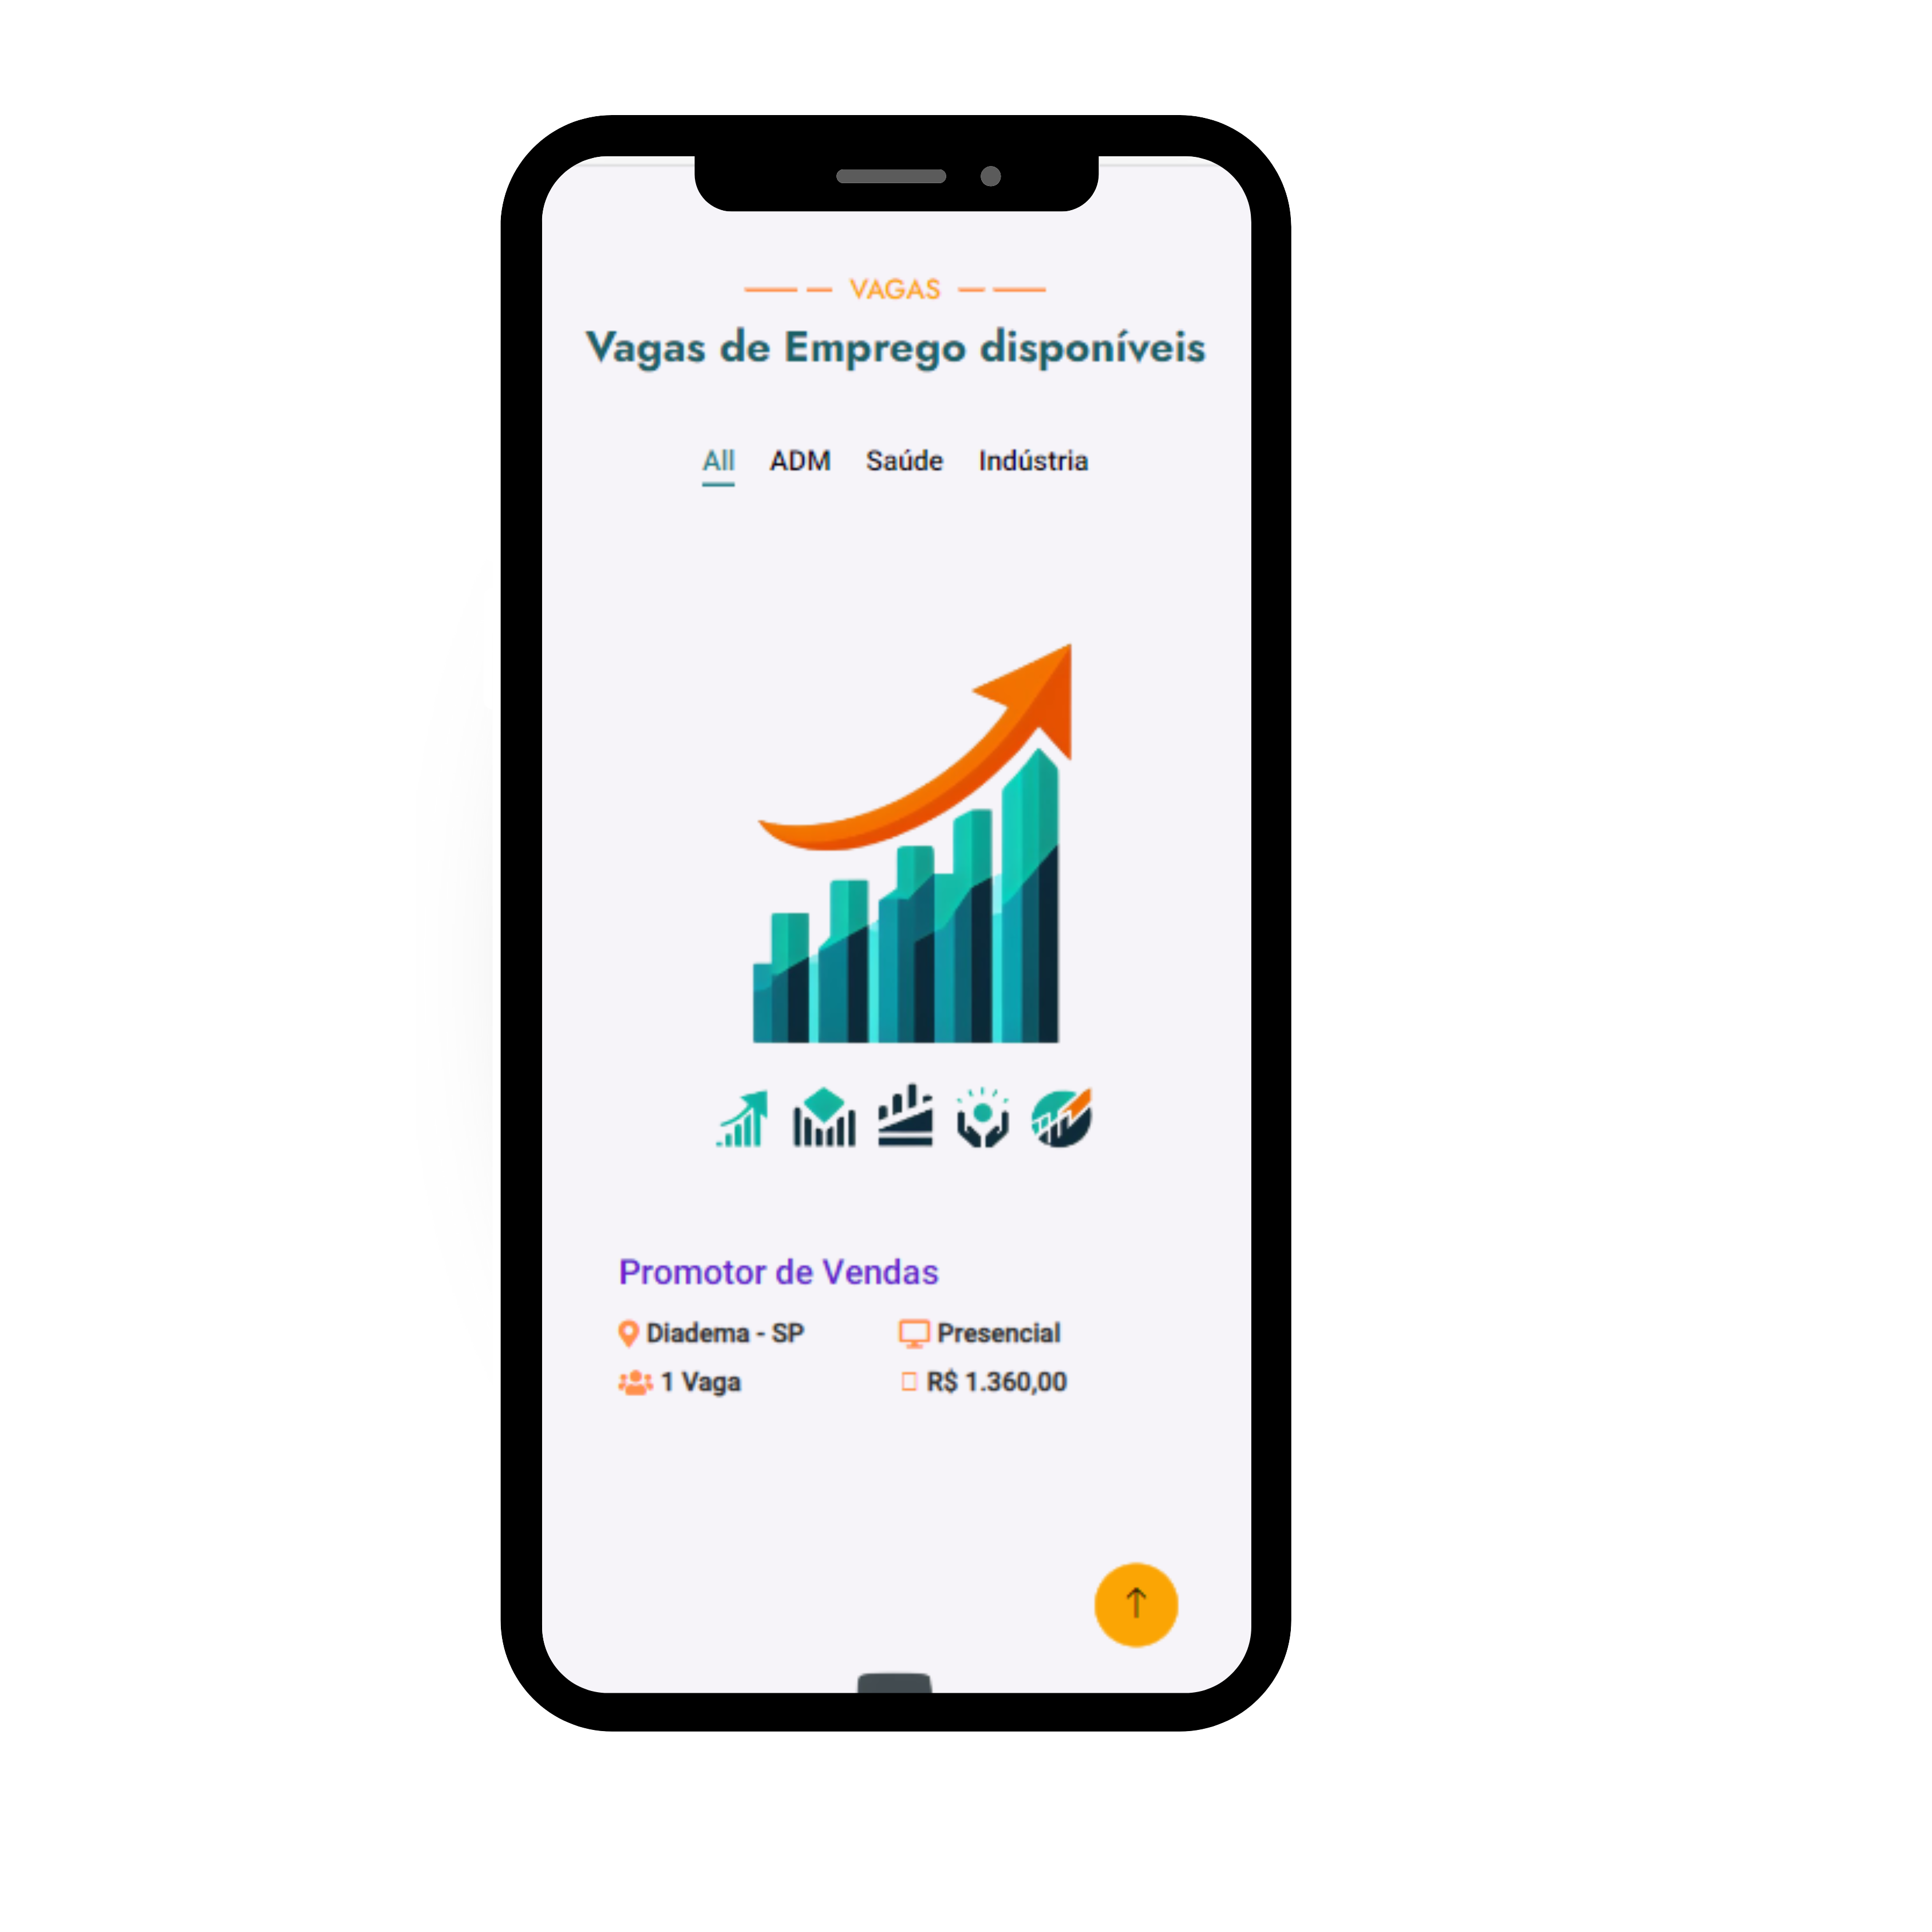 VAGAS
Vagas de Emprego disponíveis
All ADM Saúde Indústria
Promotor de Vendas
Diadema - SP Presencial
1 Vaga R$ 1.360,00